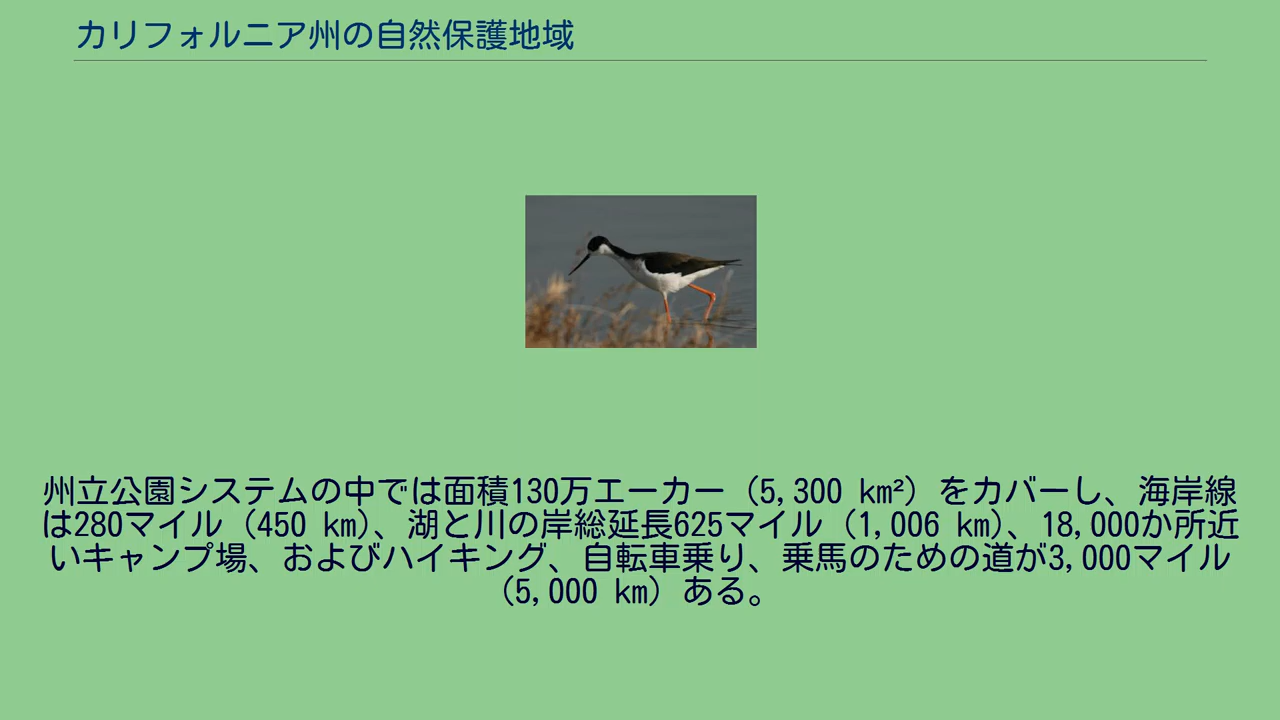 カリフォルニア州の自然保護地域
州立公園システムの中では面積130万エーカー（5,300 km²）をカバーし、海岸線
は280マイル（450 km）、湖と川の岸総延長625マイル（1,006 km）、18,000か所近
いキャンプ場、およびハイキング、自転車乗り、乗馬のための道が3,000マイル
（5,000 km）ある。